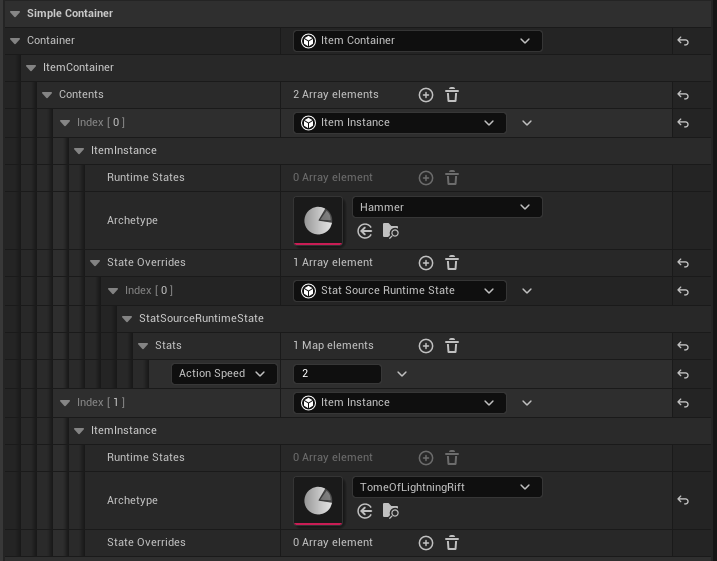 Simple Container
Container Item Container
ItemContainer
Contents 2 Array elements
Index [ 0 ] Item Instance
ItemInstance
Runtime States 0 Array element
Archetype Hammer
State Overrides 1 Array element
Index [ 0 ] Stat Source Runtime State
StatSourceRuntimeState
Stats 1 Map elements
Action Speed 2
Index [ 1 ] Item Instance
ItemInstance
Runtime States 0 Array element
Archetype TomeOfLightningRift
State Overrides 0 Array element